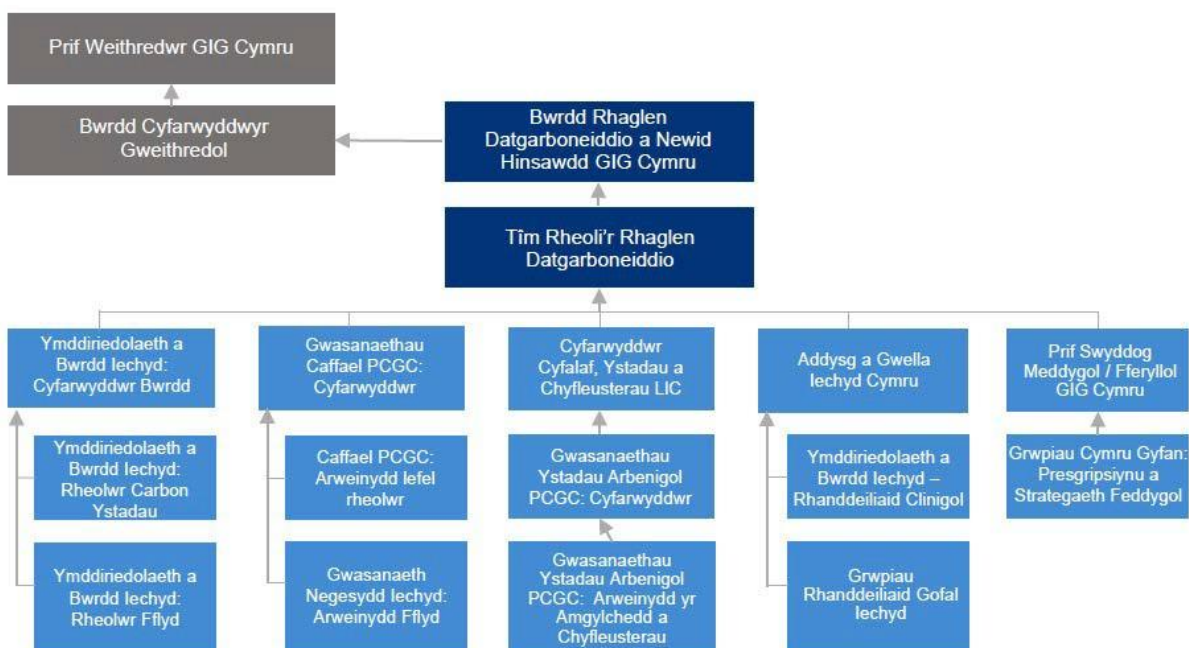 Prif Weithredwr GIG Cymru
Bwrdd Cyfarwyddwyr
Gweithredol
Bwrdd Rhaglen
Datgarboneiddio a Newid
Hinsawdd GIG Cymru
Tîm Rheoli'r Rhaglen
Datgarboneiddio
Ymddiriedolaeth a
Bwrdd Iechyd:
Cyfarwyddwr Bwrdd
Gwasanaethau
Caffael PCGC:
Cyfarwyddwr
Cyfarwyddwr
Cyfalaf, Ystadau a
Chyfleusterau LlC
Addysg a Gwella
Iechyd Cymru
Prif Swyddog
Meddygol / Fferyllol
GIG Cymru
Ymddiriedolaeth a
Bwrdd Iechyd:
Rheolwr Carbon
Ystadau
Caffael PCGC:
Arweinydd lefel
rheolwr
Gwasanaethau
Ystadau Arbenigol
PCGC: Cyfarwyddwr
Ymddiriedolaeth a
Bwrdd Iechyd –
Rhanddeiliaid Clinigol
Grwpiau Cymru Gyfan:
Presgripsiynu a
Strategaeth Feddygol
Ymddiriedolaeth a
Bwrdd Iechyd:
Rheolwr Fflyd
Gwasanaeth
Negesydd Iechyd:
Arweinydd Fflyd
Gwasanaethau
Ystadau Arbenigol
PCGC: Arweinydd yr
Amgylchedd a
Chyfleusterau
Grwpiau
Rhanddeiliaid Gofal
Iechyd